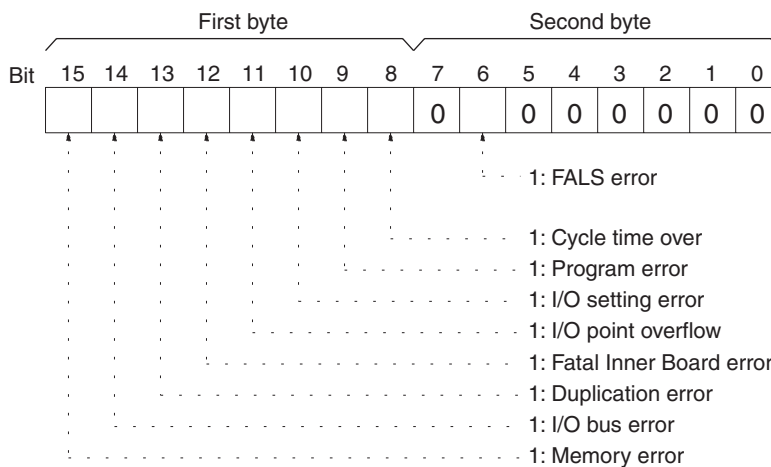 First byte Second byte
Bit 15 14 13 12 11 10 9 8 7 6 5 4 3 2 1 0
0 0 0 0 0 0 0
1: FALS error
1: Cycle time over
1: Program error
1: I/O setting error
1: I/O point overflow
1: Fatal Inner Board error
1: Duplication error
1: I/O bus error
1: Memory error